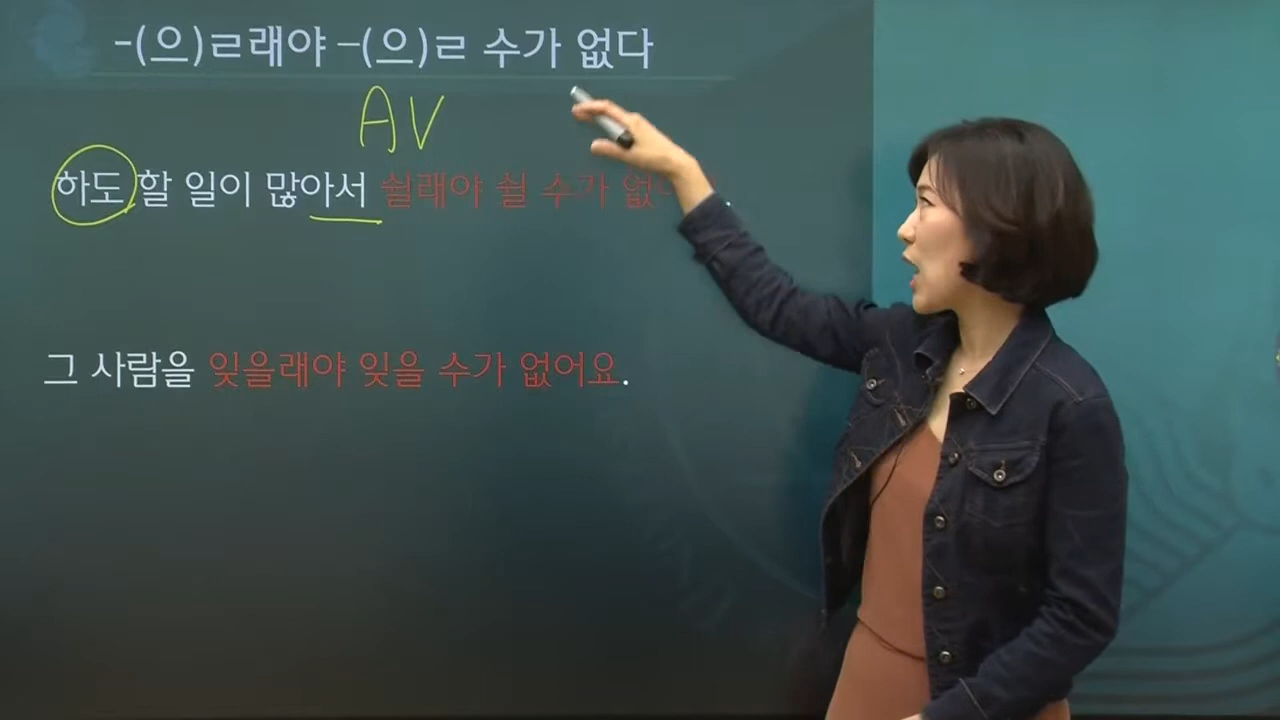 -(으)ㄹ래야 -(으)ㄹ 수가 없다
AV
하도 할 일이 많아서 쉴래야 쉴 수가
그 사람을 잊을래야 잊을 수가 없어요.